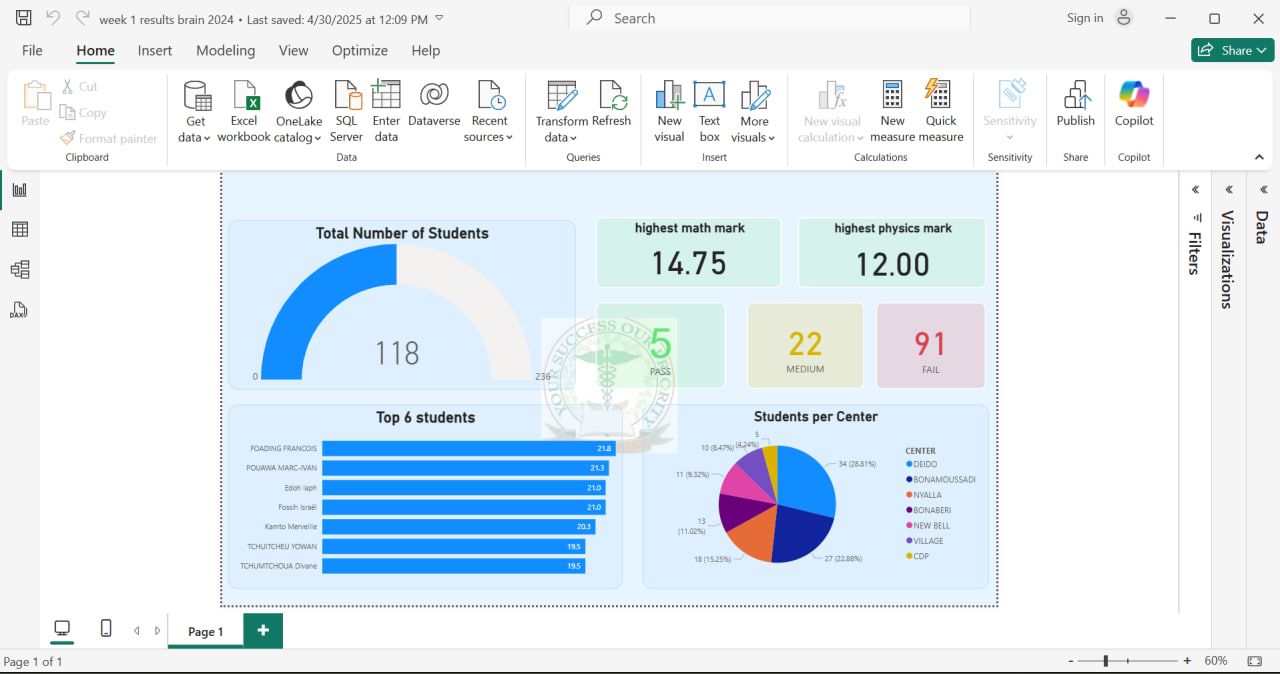 week 1 results brain 2024 • Last saved: 4/30/2025 at 12:09 PM
Search
Sign in
File
Home
Insert
Modeling
View
Optimize
Help
Share
Paste
Cut
Copy
Format painter
Clipboard
Get data
Excel workbook
OneLake catalog
SQL Server
Enter data
Dataverse
Recent sources
Data
Transform data
Refresh
Queries
New visual
Text box
More visuals
Insert
New visual calculation
New measure
Quick measure
Calculations
Sensitivity
Sensitivity
Publish
Share
Copilot
Copilot
DAX
Filters
Visualizations
Data
Total Number of Students
118
0
236
highest math mark
14.75
highest physics mark
12.00
5
PASS
22
MEDIUM
91
FAIL
YOUR SUCCESS OUR PRIORITY
Top 6 students
FOADING FRANCOIS 21.8
POUAWA MARC-IVAN 21.3
Edoh Iaph 21.0
Fossih Israël 21.0
Kamto Merveille 20.3
TCHUITCHEU YOWAN 19.5
TCHUMTCHOUA Divane 19.5
Students per Center
5
(4.24%)
10 (8.47%)
11 (9.32%)
13
(11.02%)
18 (15.25%)
27 (22.88%)
34 (28.81%)
CENTER
DEIDO
BONAMOUSSADI
NYALLA
BONABERI
NEW BELL
VILLAGE
CDP
Page 1
+
Page 1 of 1
- + 60%